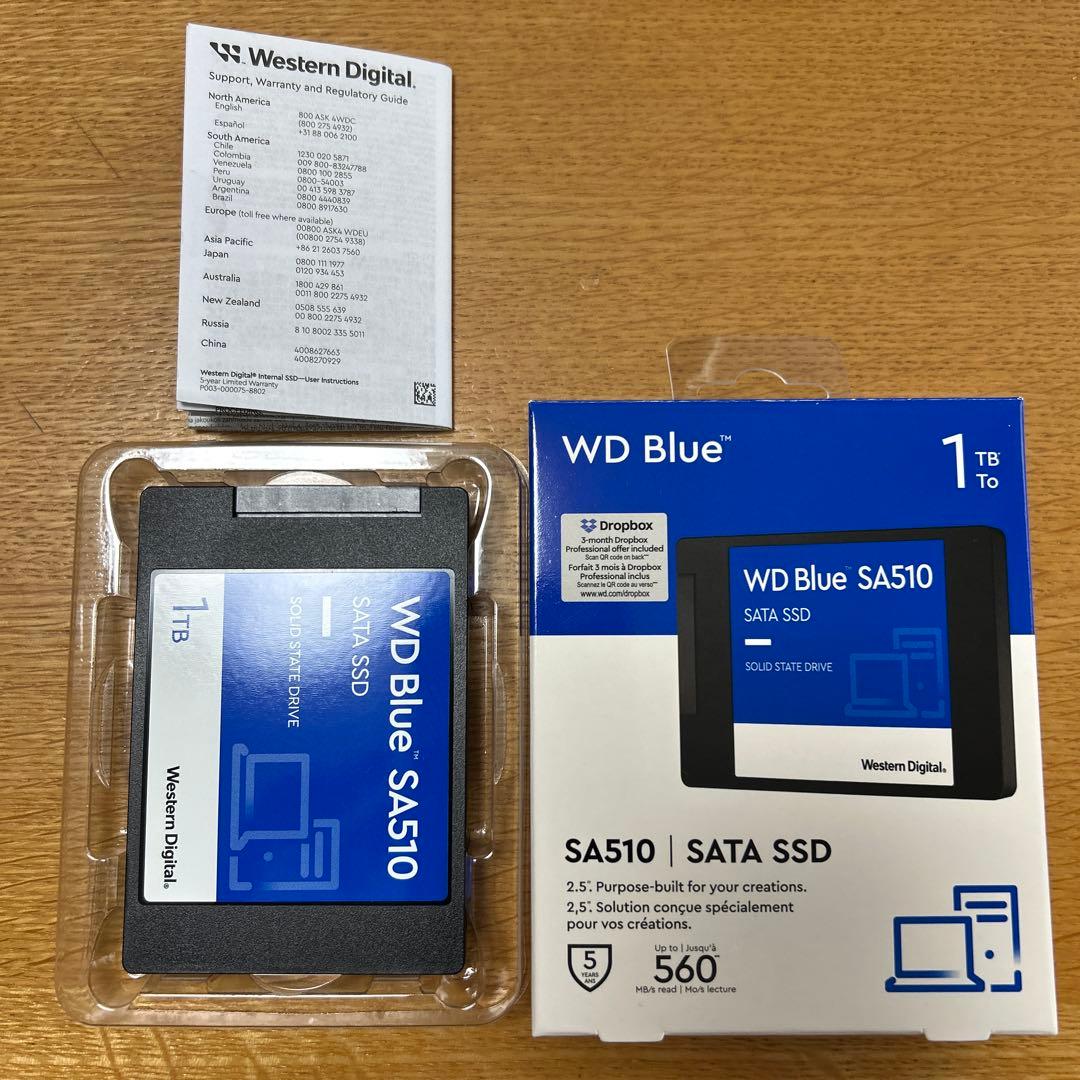 Western Digital®
Support, Warranty and Regulatory Guide
North America
English
800 ASK 4WDC
(800 275 4932)
Español
+31 88 006 2100
South America
Chile
1230 020 5871
Colombia
009 800-83247788
Venezuela
0800 100 2855
Peru
0800-54003
Uruguay
00 413 598 3787
Argentina
0800 4440839
Brazil
0800 8917630
Europe (toll free where available)
00800 ASK4 WDEU
(00800 2754 9338)
Asia Pacific
+86 21 2603 7560
Japan
0800 111 1977
0120 934 453
Australia
1800 429 861
0011 800 2275 4932
New Zealand
0508 555 639
00 800 2275 4932
Russia
8 10 8002 335 5011
China
4008627663
4008270929
Western Digital® Internal SSD—User Instructions
5-year Limited Warranty
P003-000075-8802
WD Blue™ SA510
SATA SSD
SOLID STATE DRIVE
1TB
Western Digital®
WD Blue™
1 TB*
To
Dropbox
3-month Dropbox
Professional offer included
Scan QR code on back***
Forfait 3 mois à Dropbox
Professional inclus
Scannez le QR code au verso***
www.wd.com/dropbox
WD Blue™ SA510
SATA SSD
SOLID STATE DRIVE
Western Digital®
SA510 | SATA SSD
2.5". Purpose-built for your creations.
2,5". Solution conçue spécialement
pour vos créations.
5
YEARS
ANS
Up to | Jusqu'à
560**
MB/s read | Mo/s lecture